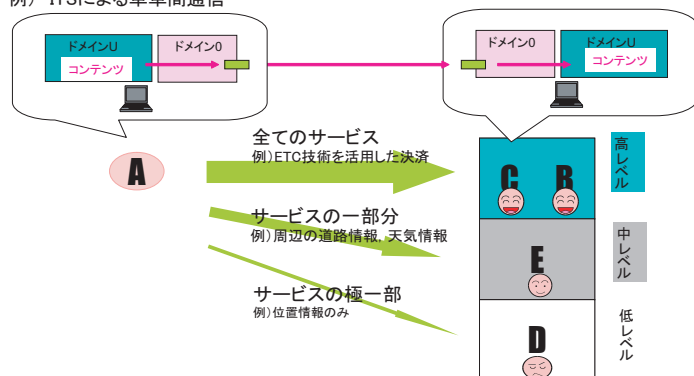 例) ITSによる車車間通信
ドメインU
ドメイン0
コンテンツ
ドメイン0
ドメインU
コンテンツ
全てのサービス
例)ETC技術を活用した決済
A
C B
高レベル
サービスの一部分
例)周辺の道路情報, 天気情報
E
中レベル
サービスの極一部
例)位置情報のみ
D
低レベル